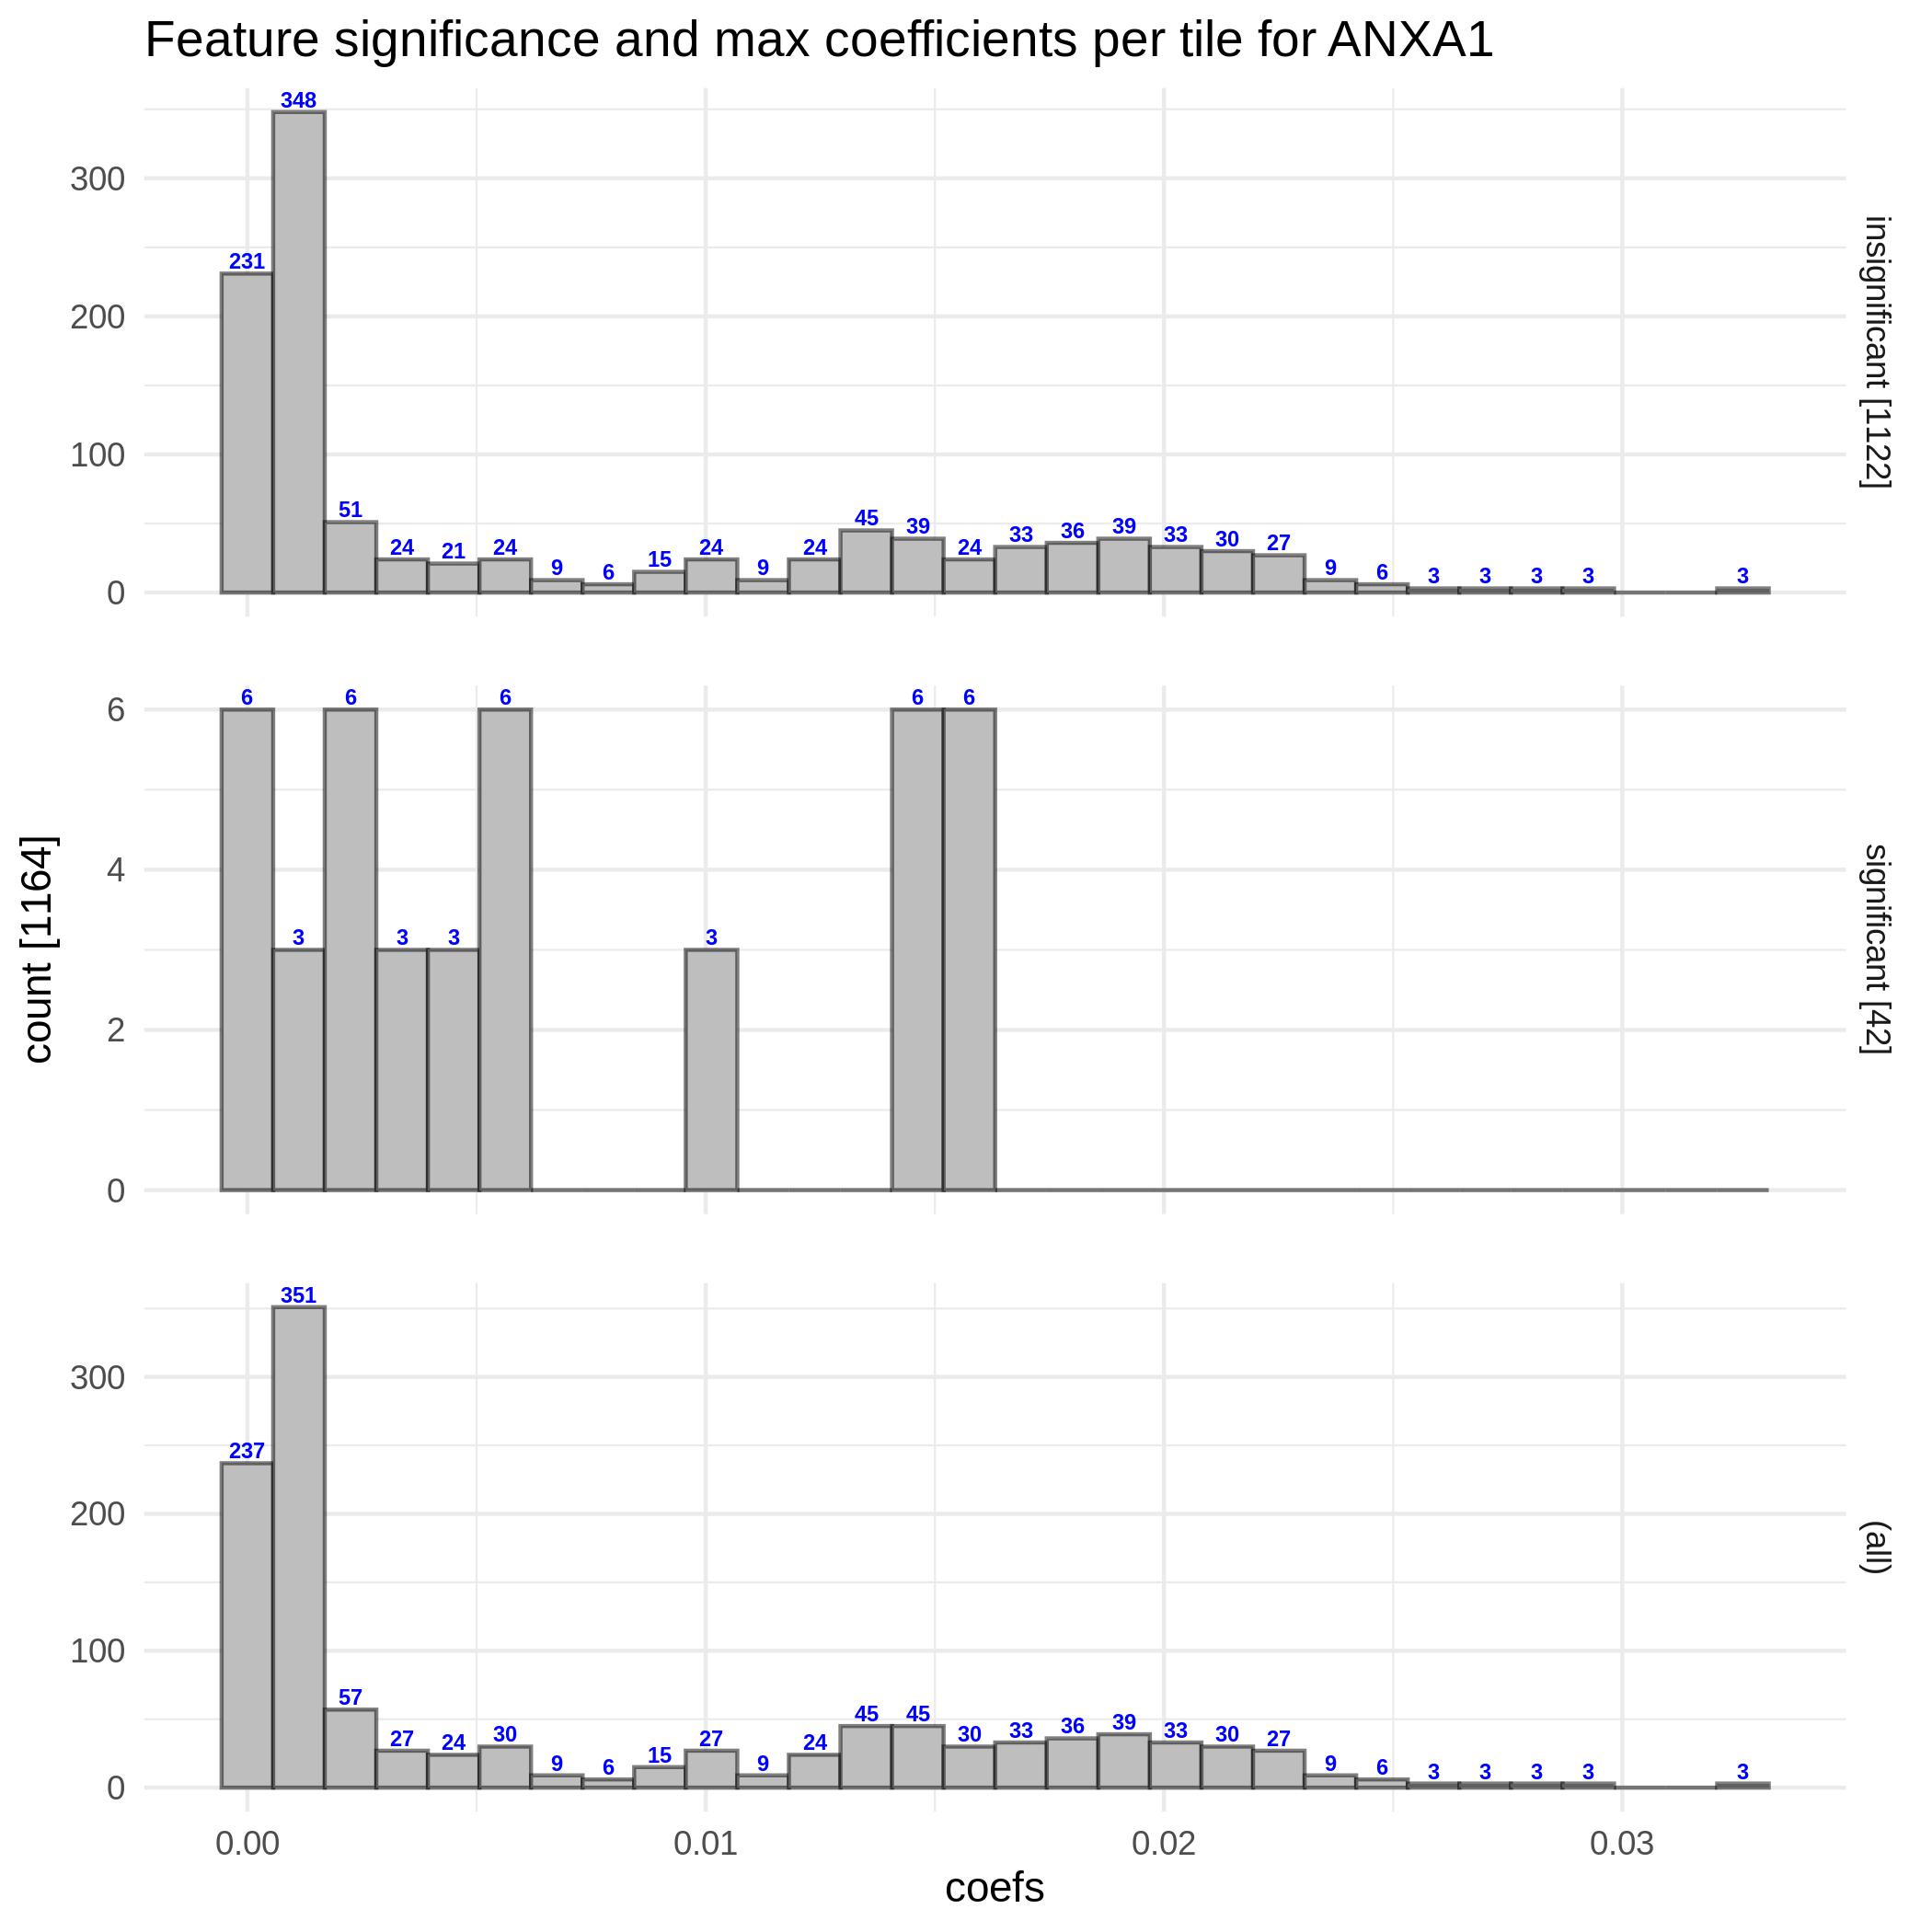 Feature significance and max coefficients per tile for ANXA1
348
300
231
200
insignificant [1122]
100
51 24 21 24 9 6 15 24 9 24 45 39 24 33 36 39 33 30 27 9 6 3 3 3 3 3
0
6 6 6 6 6
6
4
3 3 3 3
significant [42]
count [1164]
2
0
351
300
237
200
(all)
100
57 27 24 30 9 6 15 27 9 24 45 45 30 33 36 39 33 30 27 9 6 3 3 3 3 3
0
0.00 0.01 0.02 0.03
coefs